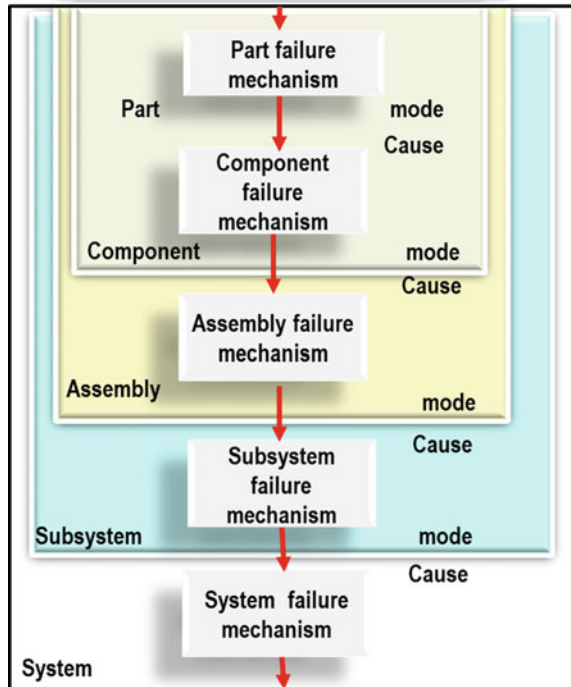 Part failure
mechanism
Part
mode
Cause
Component
failure
mechanism
Component
mode
Cause
Assembly failure
mechanism
Assembly
mode
Cause
Subsystem
failure
mechanism
Subsystem
mode
Cause
System failure
mechanism
System